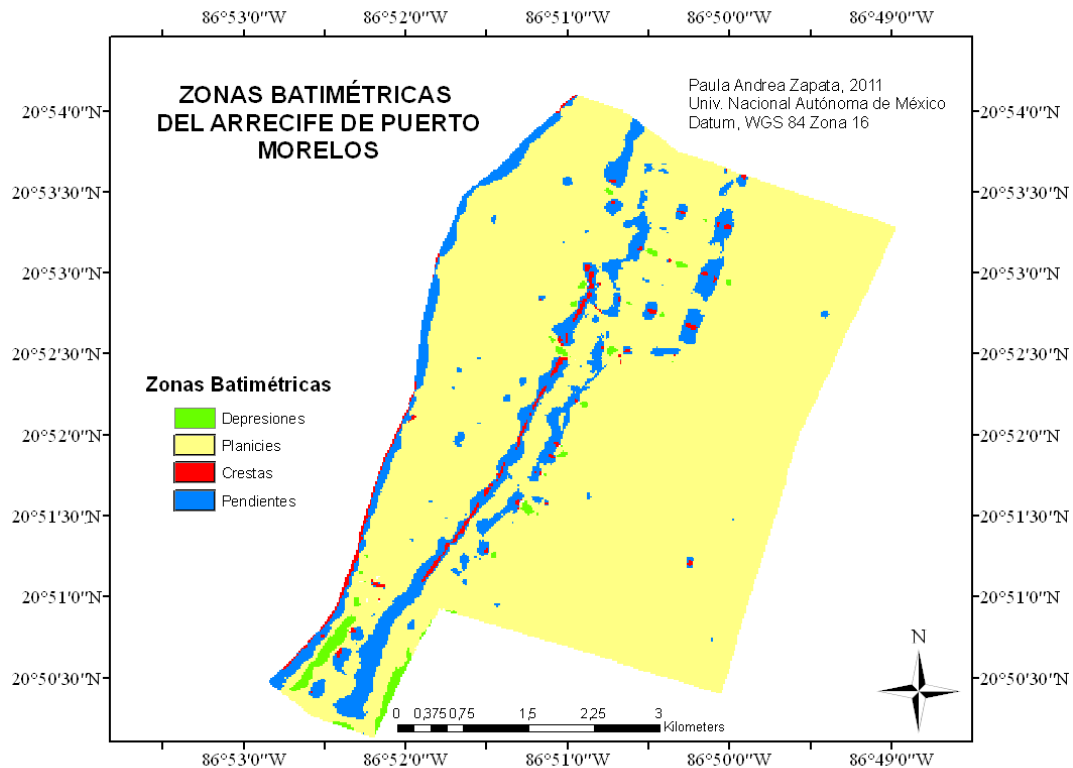 86°53'0"W 86°52'0"W 86°51'0"W 86°50'0"W 86°49'0"W
ZONAS BATIMÉTRICAS
DEL ARRECIFE DE PUERTO
MORELOS
Paula Andrea Zapata, 2011
Univ. Nacional Autónoma de México
Datum, WGS 84 Zona 16
20°54'0"N 20°54'0"N
20°53'30"N 20°53'30"N
20°53'0"N 20°53'0"N
20°52'30"N 20°52'30"N
Zonas Batimétricas
Depresiones
Planicies
Crestas
Pendientes
20°52'0"N 20°52'0"N
20°51'30"N 20°51'30"N
20°51'0"N 20°51'0"N
20°50'30"N 20°50'30"N
N
0 0,375 0,75 1,5 2,25 3
Kilometers
86°53'0"W 86°52'0"W 86°51'0"W 86°50'0"W 86°49'0"W